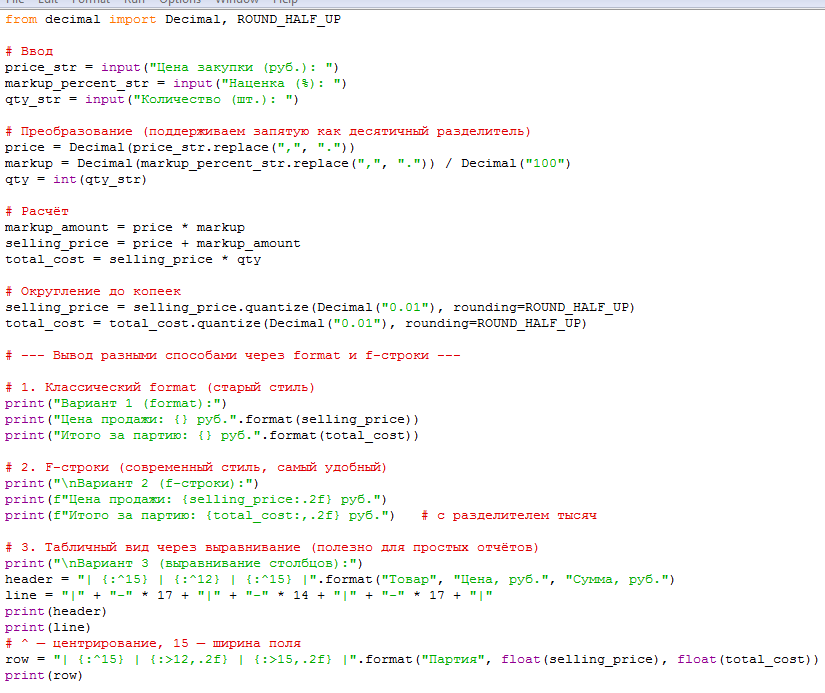 File Edit Format Run Options Window Help
from decimal import Decimal, ROUND_HALF_UP
# Ввод
price_str = input("Цена закупки (руб.): ")
markup_percent_str = input("Наценка (%): ")
qty_str = input("Количество (шт.): ")
# Преобразование (поддерживаем запятую как десятичный разделитель)
price = Decimal(price_str.replace(",", "."))
markup = Decimal(markup_percent_str.replace(",", ".")) / Decimal("100")
qty = int(qty_str)
# Расчёт
markup_amount = price * markup
selling_price = price + markup_amount
total_cost = selling_price * qty
# Округление до копеек
selling_price = selling_price.quantize(Decimal("0.01"), rounding=ROUND_HALF_UP)
total_cost = total_cost.quantize(Decimal("0.01"), rounding=ROUND_HALF_UP)
# --- Вывод разными способами через format и f-строки ---
# 1. Классический format (старый стиль)
print("Вариант 1 (format):")
print("Цена продажи: {} руб.".format(selling_price))
print("Итого за партию: {} руб.".format(total_cost))
# 2. F-строки (современный стиль, самый удобный)
print("\nВариант 2 (f-строки):")
print(f"Цена продажи: {selling_price:.2f} руб.")
print(f"Итого за партию: {total_cost:,.2f} руб.")   # с разделителем тысяч
# 3. Табличный вид через выравнивание (полезно для простых отчётов)
print("\nВариант 3 (выравнивание столбцов):")
header = "| {:^15} | {:^12} | {:^15} |".format("Товар", "Цена, руб.", "Сумма, руб.")
line = "|" + "-" * 17 + "|" + "-" * 14 + "|" + "-" * 17 + "|"
print(header)
print(line)
# ^ — центрирование, 15 — ширина поля
row = "| {:^15} | {:>12,.2f} | {:>15,.2f} |".format("Партия", float(selling_price), float(total_cost))
print(row)